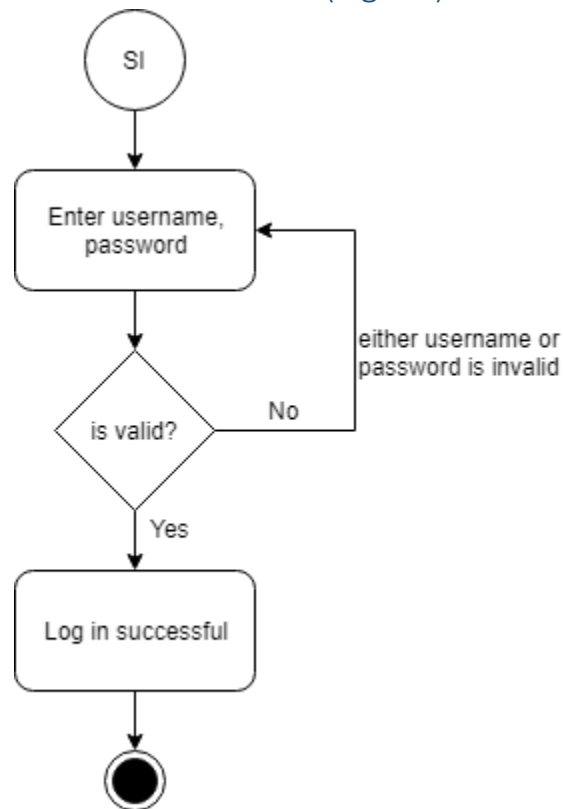 SI
Enter username,
password
either username or
password is invalid
is valid?
No
Yes
Log in successful